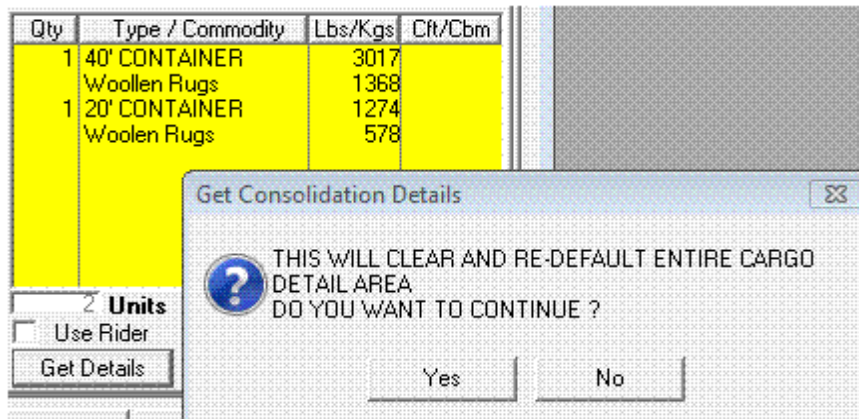 Qty Type / Commodity Lbs/Kgs Cft/Cbm
1 40' CONTAINER 3017
Woollen Rugs 1368
1 20' CONTAINER 1274
Woolen Rugs 578
Get Consolidation Details
THIS WILL CLEAR AND RE-DEFAULT ENTIRE CARGO
DETAIL AREA
DO YOU WANT TO CONTINUE ?
2 Units
Use Rider
Get Details
Yes No